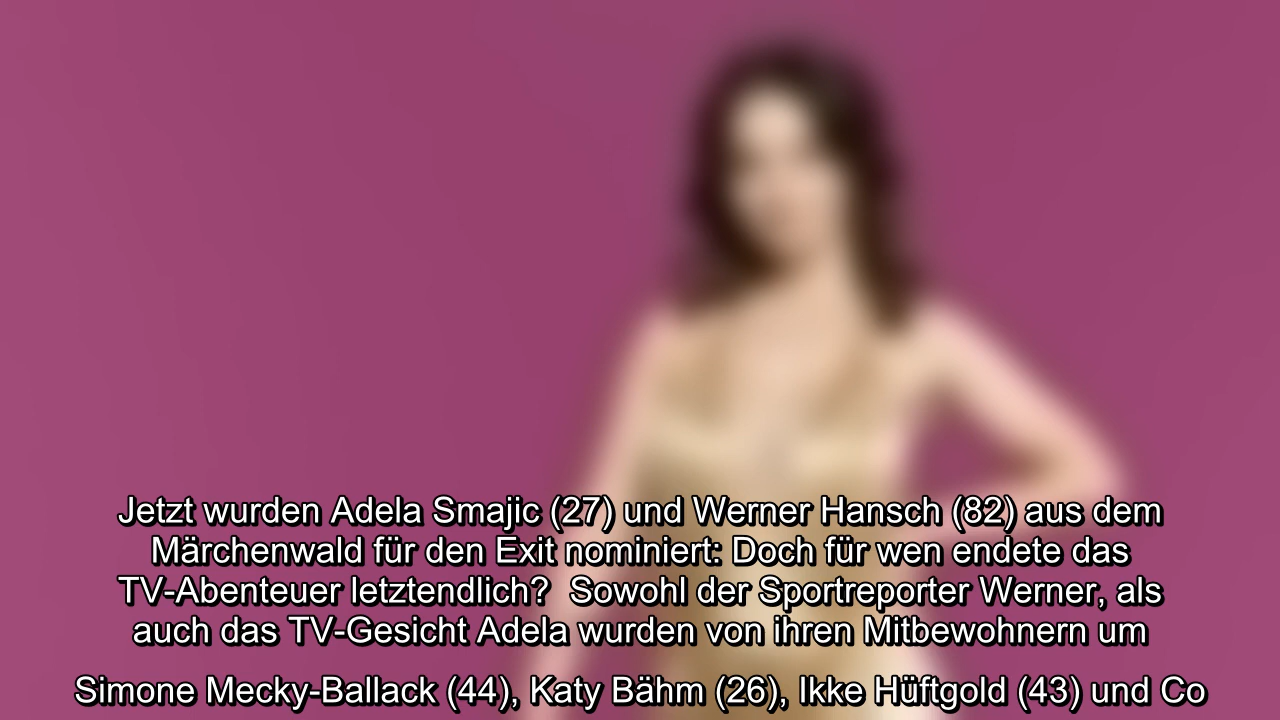 Jetzt wurden Adela Smajic (27) und Werner Hansch (82) aus dem
Märchenwald für den Exit nominiert: Doch für wen endete das
TV-Abenteuer letztendlich?  Sowohl der Sportreporter Werner, als
auch das TV-Gesicht Adela wurden von ihren Mitbewohnern um
Simone Mecky-Ballack (44), Katy Bähm (26), Ikke Hüftgold (43) und Co